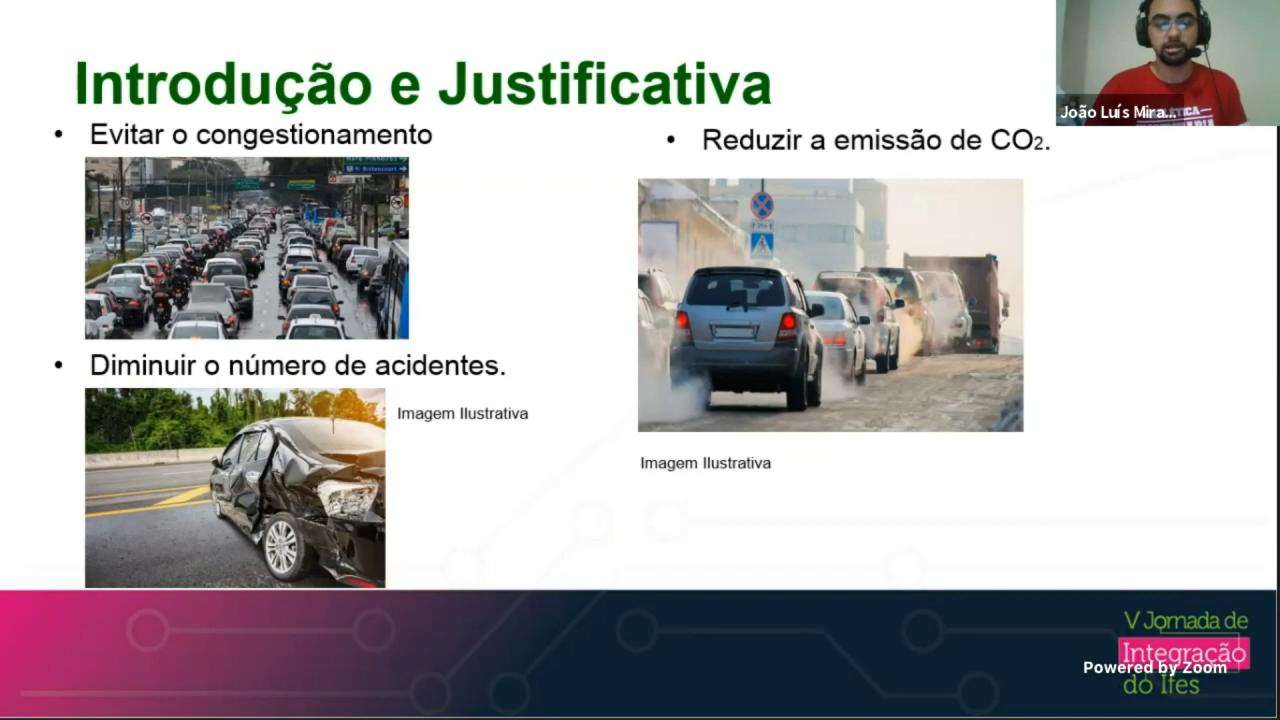 Introdução e Justificativa
João Luís Mira...
• Evitar o congestionamento
• Reduzir a emissão de CO₂.
• Diminuir o número de acidentes.
Imagem Ilustrativa
Imagem Ilustrativa
V Jornada de
Integração
do Ifes
Powered by Zoom